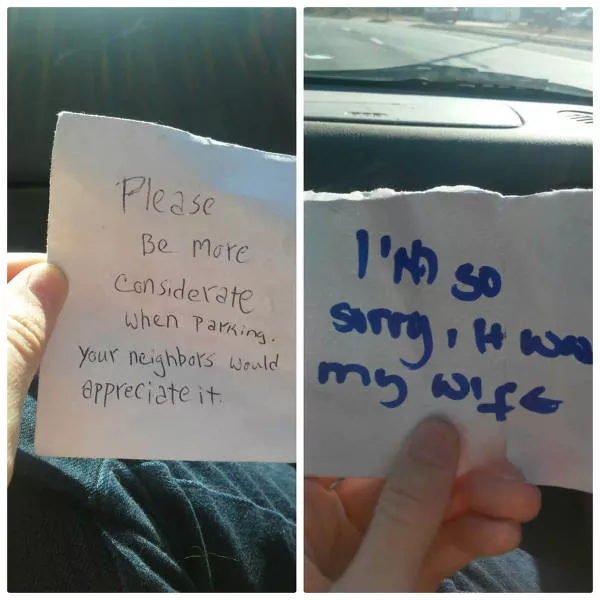 Please
Be more
considerate
when Parking.
your neighbors would
appreciate it.
I'm so
sorry, it was
my wife